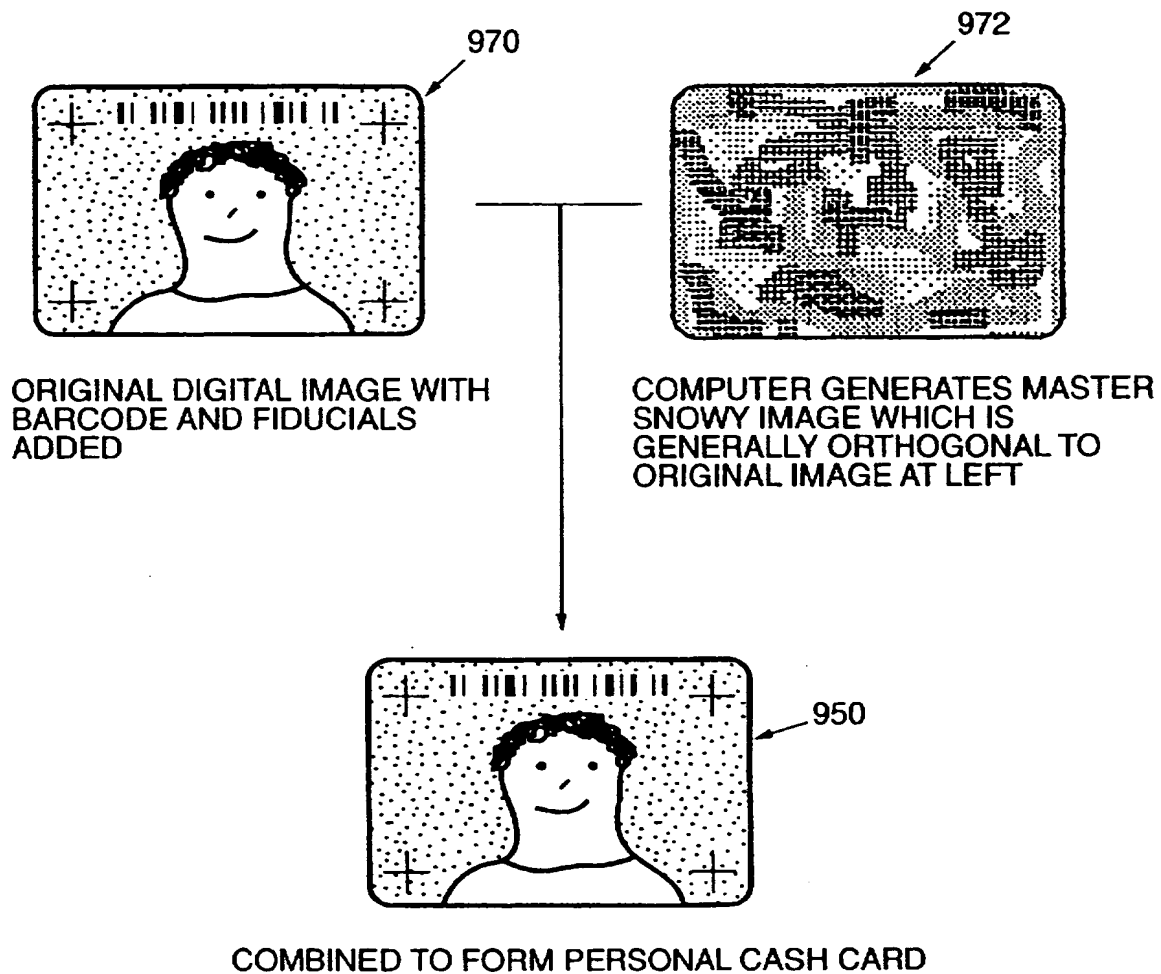 970
972
ORIGINAL DIGITAL IMAGE WITH
BARCODE AND FIDUCIALS
ADDED
COMPUTER GENERATES MASTER
SNOWY IMAGE WHICH IS
GENERALLY ORTHOGONAL TO
ORIGINAL IMAGE AT LEFT
950
COMBINED TO FORM PERSONAL CASH CARD